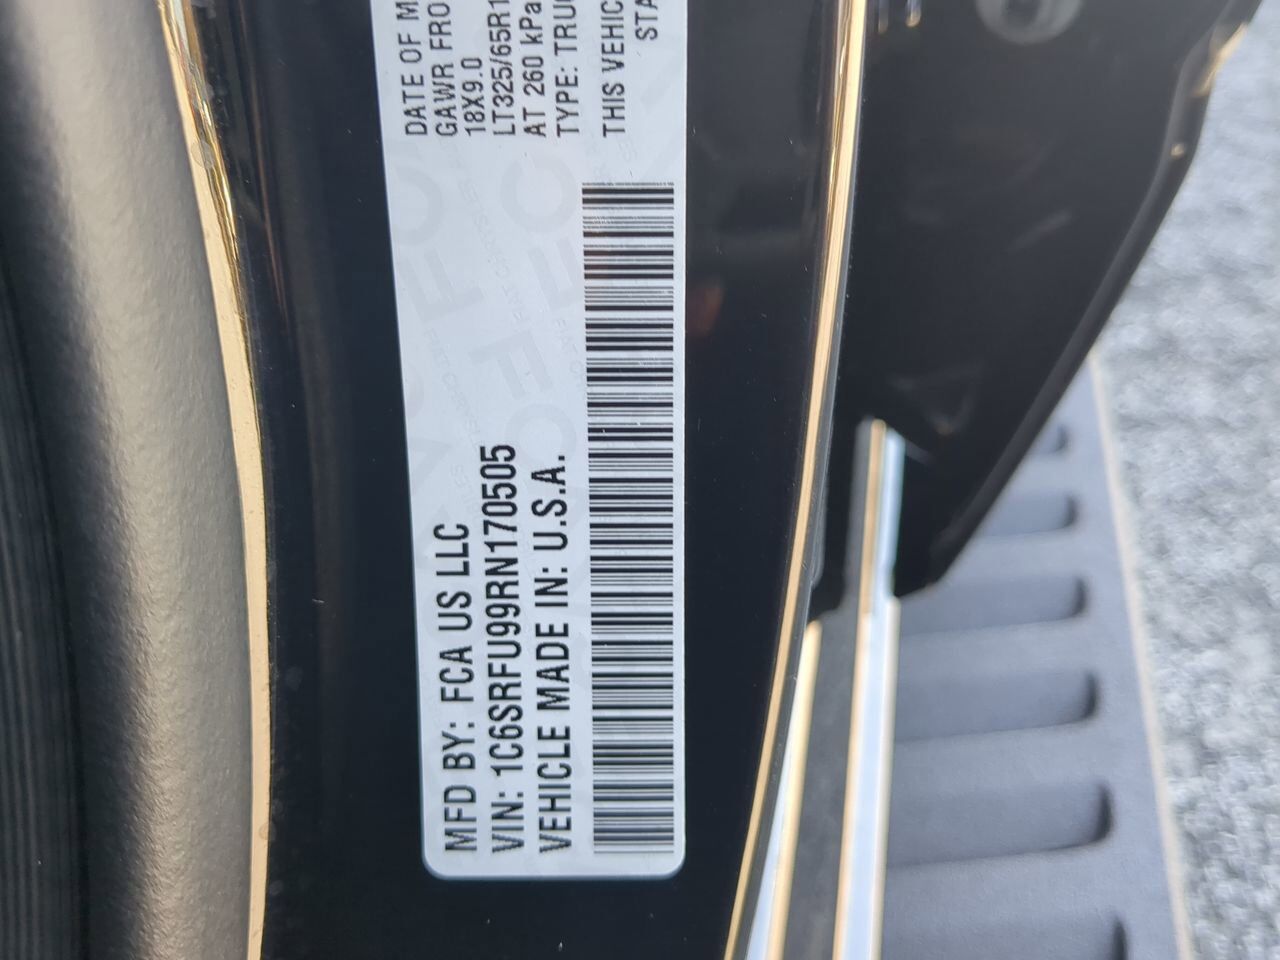 MFD BY: FCA US LLC
VIN: 1C6SRFU99RN170505
VEHICLE MADE IN: U.S.A.
DATE OF M
GAWR FRO
18X9.0
LT325/65R1
AT 260 kPa
TYPE: TRUC
THIS VEHIC
STA